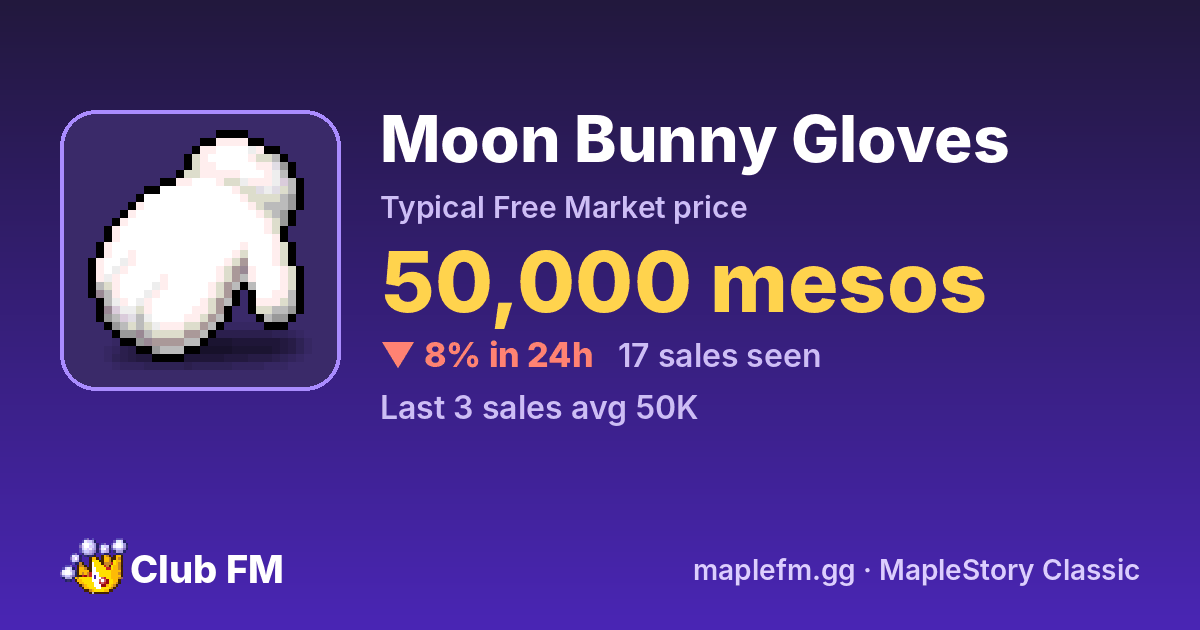 Moon Bunny Gloves
Typical Free Market price
50,000 mesos
▼ 8% in 24h 17 sales seen
Last 3 sales avg 50K
Club FM
maplefm.gg · MapleStory Classic